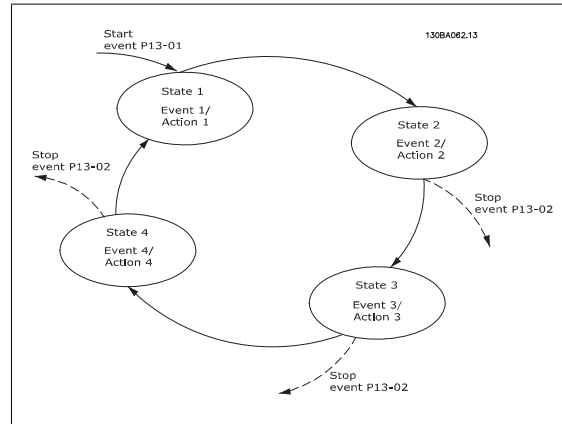 Start
event P13-01
130BA062.13
State 1
Event 1/
Action 1
State 2
Event 2/
Action 2
Stop
event P13-02
Stop
event P13-02
State 4
Event 4/
Action 4
State 3
Event 3/
Action 3
Stop
event P13-02